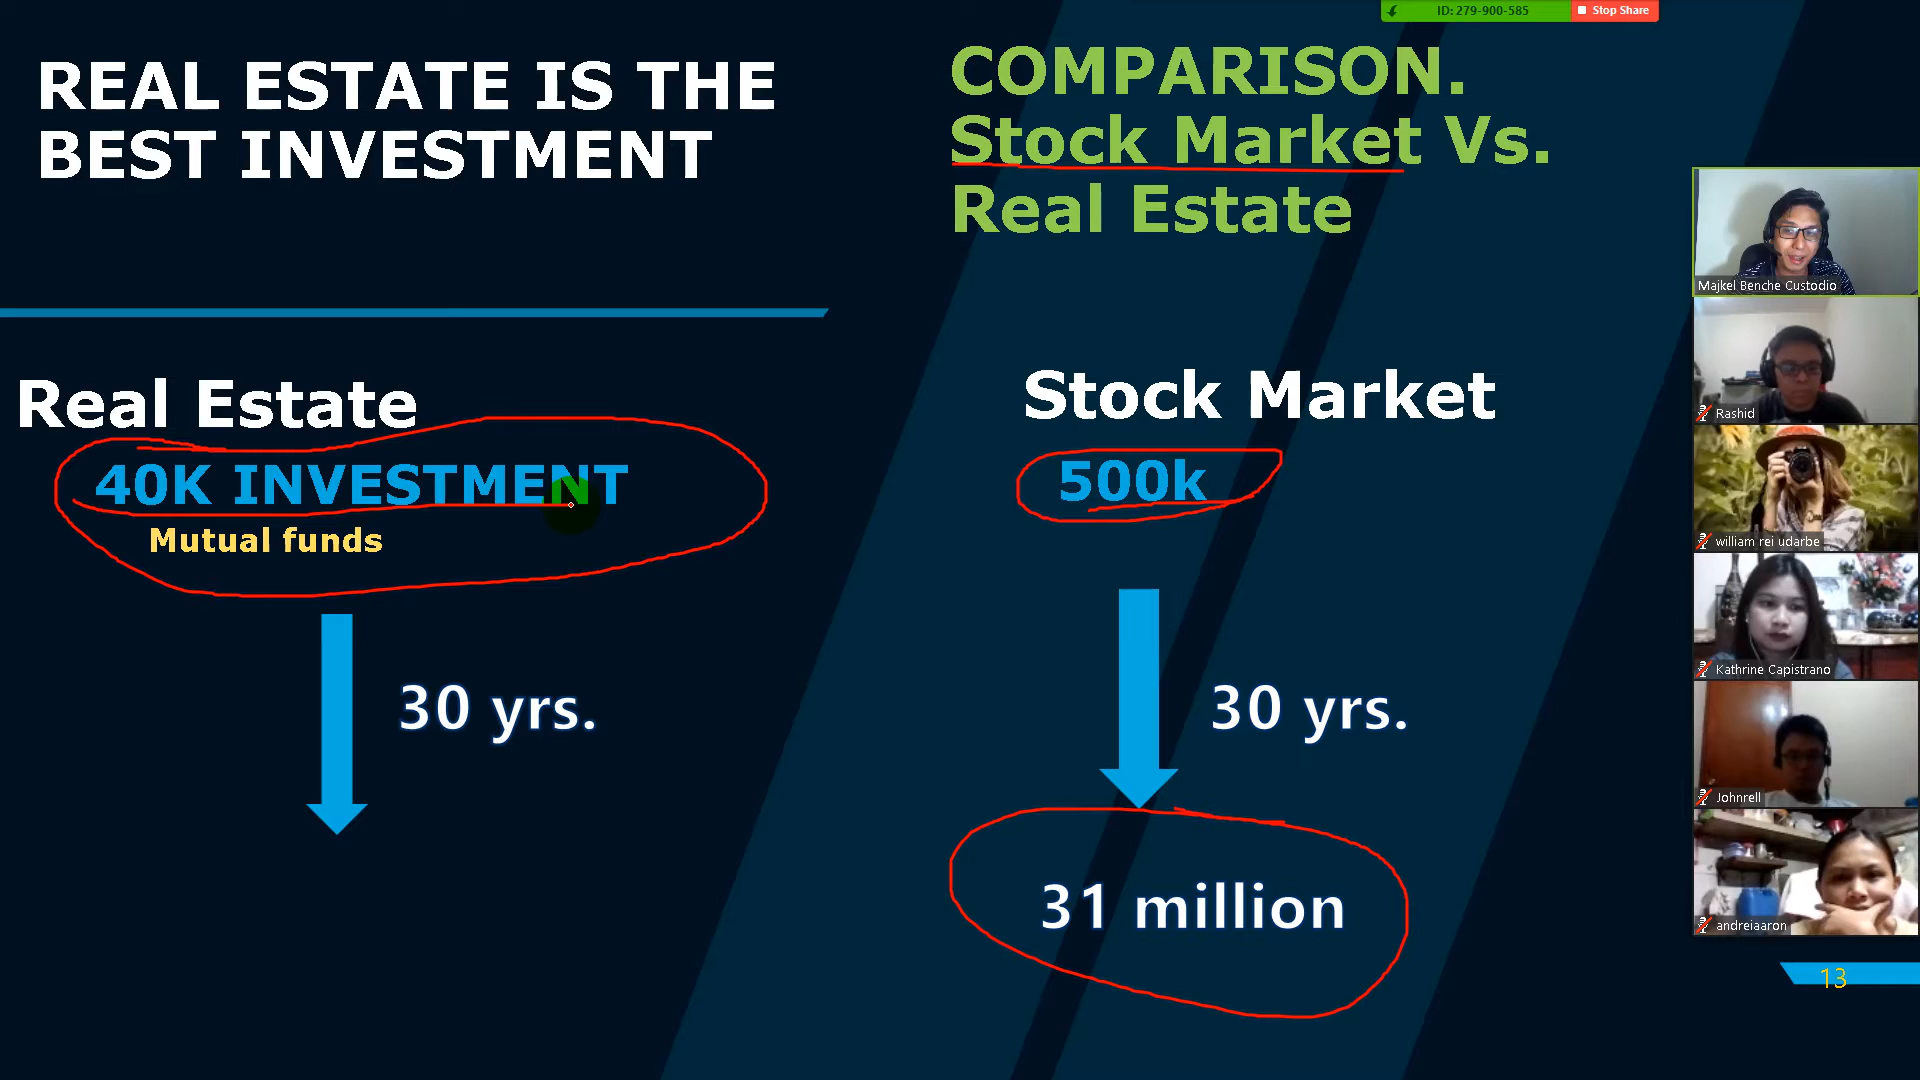 ID: 279-900-585
Stop Share
REAL ESTATE IS THE
BEST INVESTMENT
COMPARISON.
Stock Market Vs.
Real Estate
Real Estate
40K INVESTMENT
Mutual funds
30 yrs.
Stock Market
500k
30 yrs.
31 million
Majkel Benche Custodio
Rashid
william rei udarbe
Kathrine Capistrano
Johnrell
andreiaaron
13